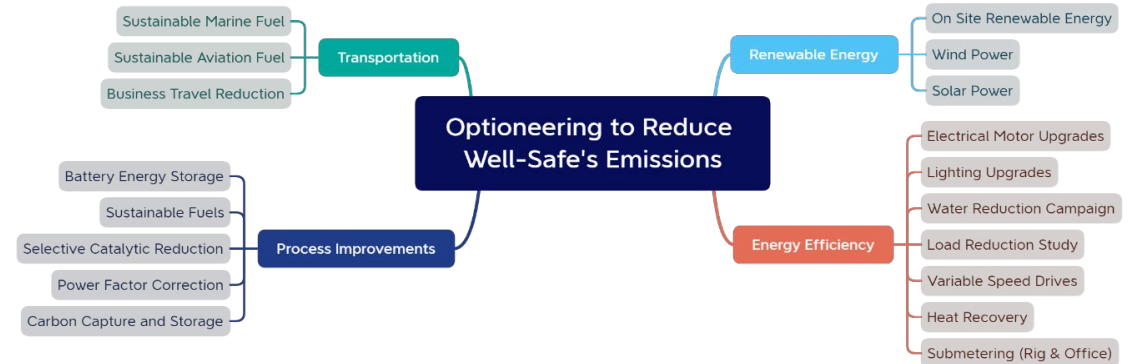 Sustainable Marine Fuel
Sustainable Aviation Fuel
Business Travel Reduction
Transportation
Renewable Energy
On Site Renewable Energy
Wind Power
Solar Power
Optioneering to Reduce
Well-Safe's Emissions
Battery Energy Storage
Sustainable Fuels
Selective Catalytic Reduction
Power Factor Correction
Carbon Capture and Storage
Process Improvements
Energy Efficiency
Electrical Motor Upgrades
Lighting Upgrades
Water Reduction Campaign
Load Reduction Study
Variable Speed Drives
Heat Recovery
Submetering (Rig & Office)